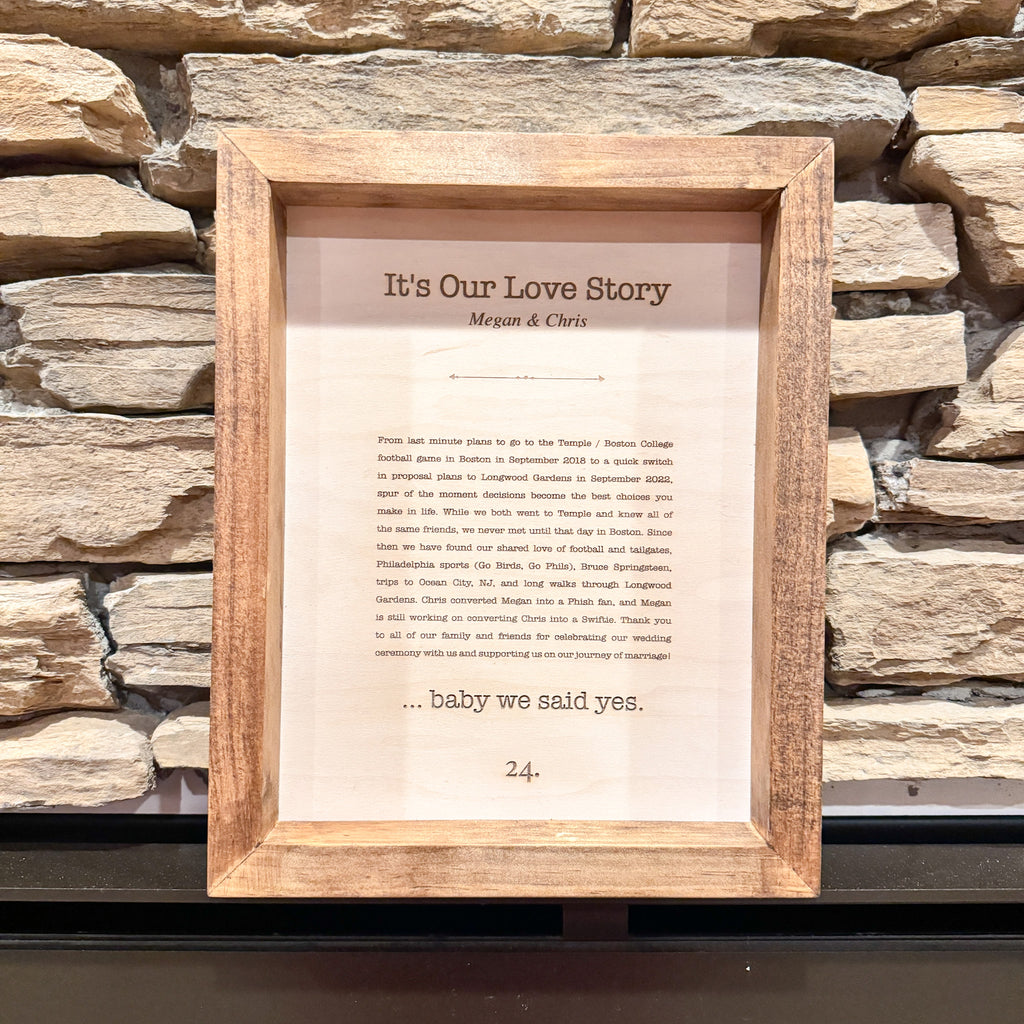 It's Our Love Story
Megan & Chris
From last minute plans to go to the Temple / Boston College
football game in Boston in September 2018 to a quick switch
in proposal plans to Longwood Gardens in September 2022,
spur of the moment decisions become the best choices you
make in life. While we both went to Temple and knew all of
the same friends, we never met until that day in Boston. Since
then we have found our shared love of football and tailgates,
Philadelphia sports (Go Birds, Go Phils), Bruce Springsteen,
trips to Ocean City, NJ, and long walks through Longwood
Gardens. Chris converted Megan into a Phish fan, and Megan
is still working on converting Chris into a Swiftie. Thank you
to all of our family and friends for celebrating our wedding
ceremony with us and supporting us on our journey of marriage!
... baby we said yes.
24.